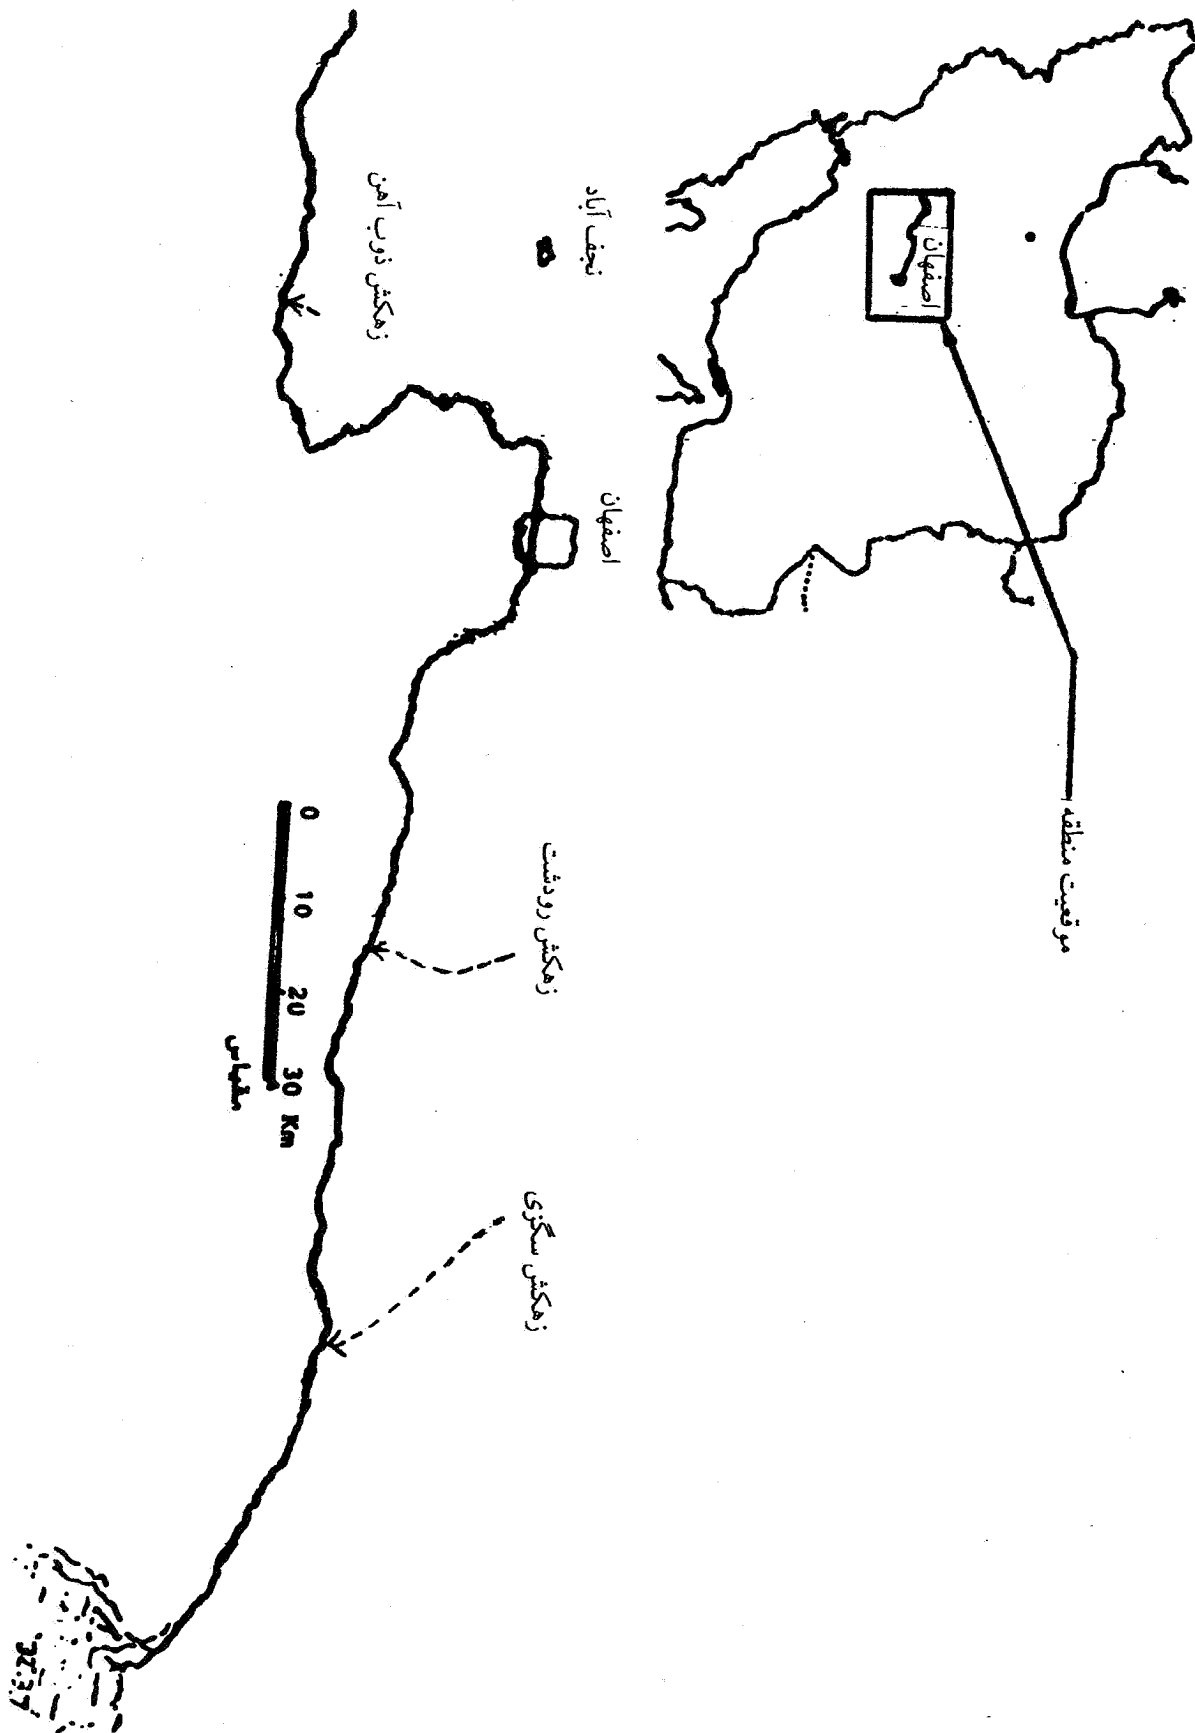 موقعیت منطقه
اصفهان
نجف آباد
اصفهان
زهکش ذوب آهن
زهکش رودشت
زهکش سگزی
0 10 20 30 Km
مقیاس